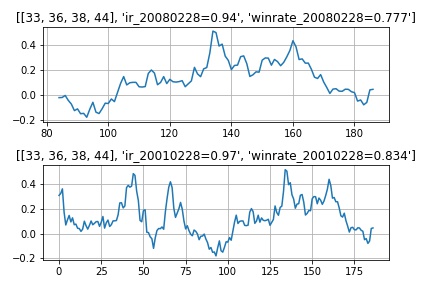 [[33, 36, 38, 44], 'ir_20080228=0.94', 'winrate_20080228=0.777']
0.4
0.2
0.0
−0.2
80 100 120 140 160 180
[[33, 36, 38, 44], 'ir_20010228=0.97', 'winrate_20010228=0.834']
0.4
0.2
0.0
−0.2
0 25 50 75 100 125 150 175